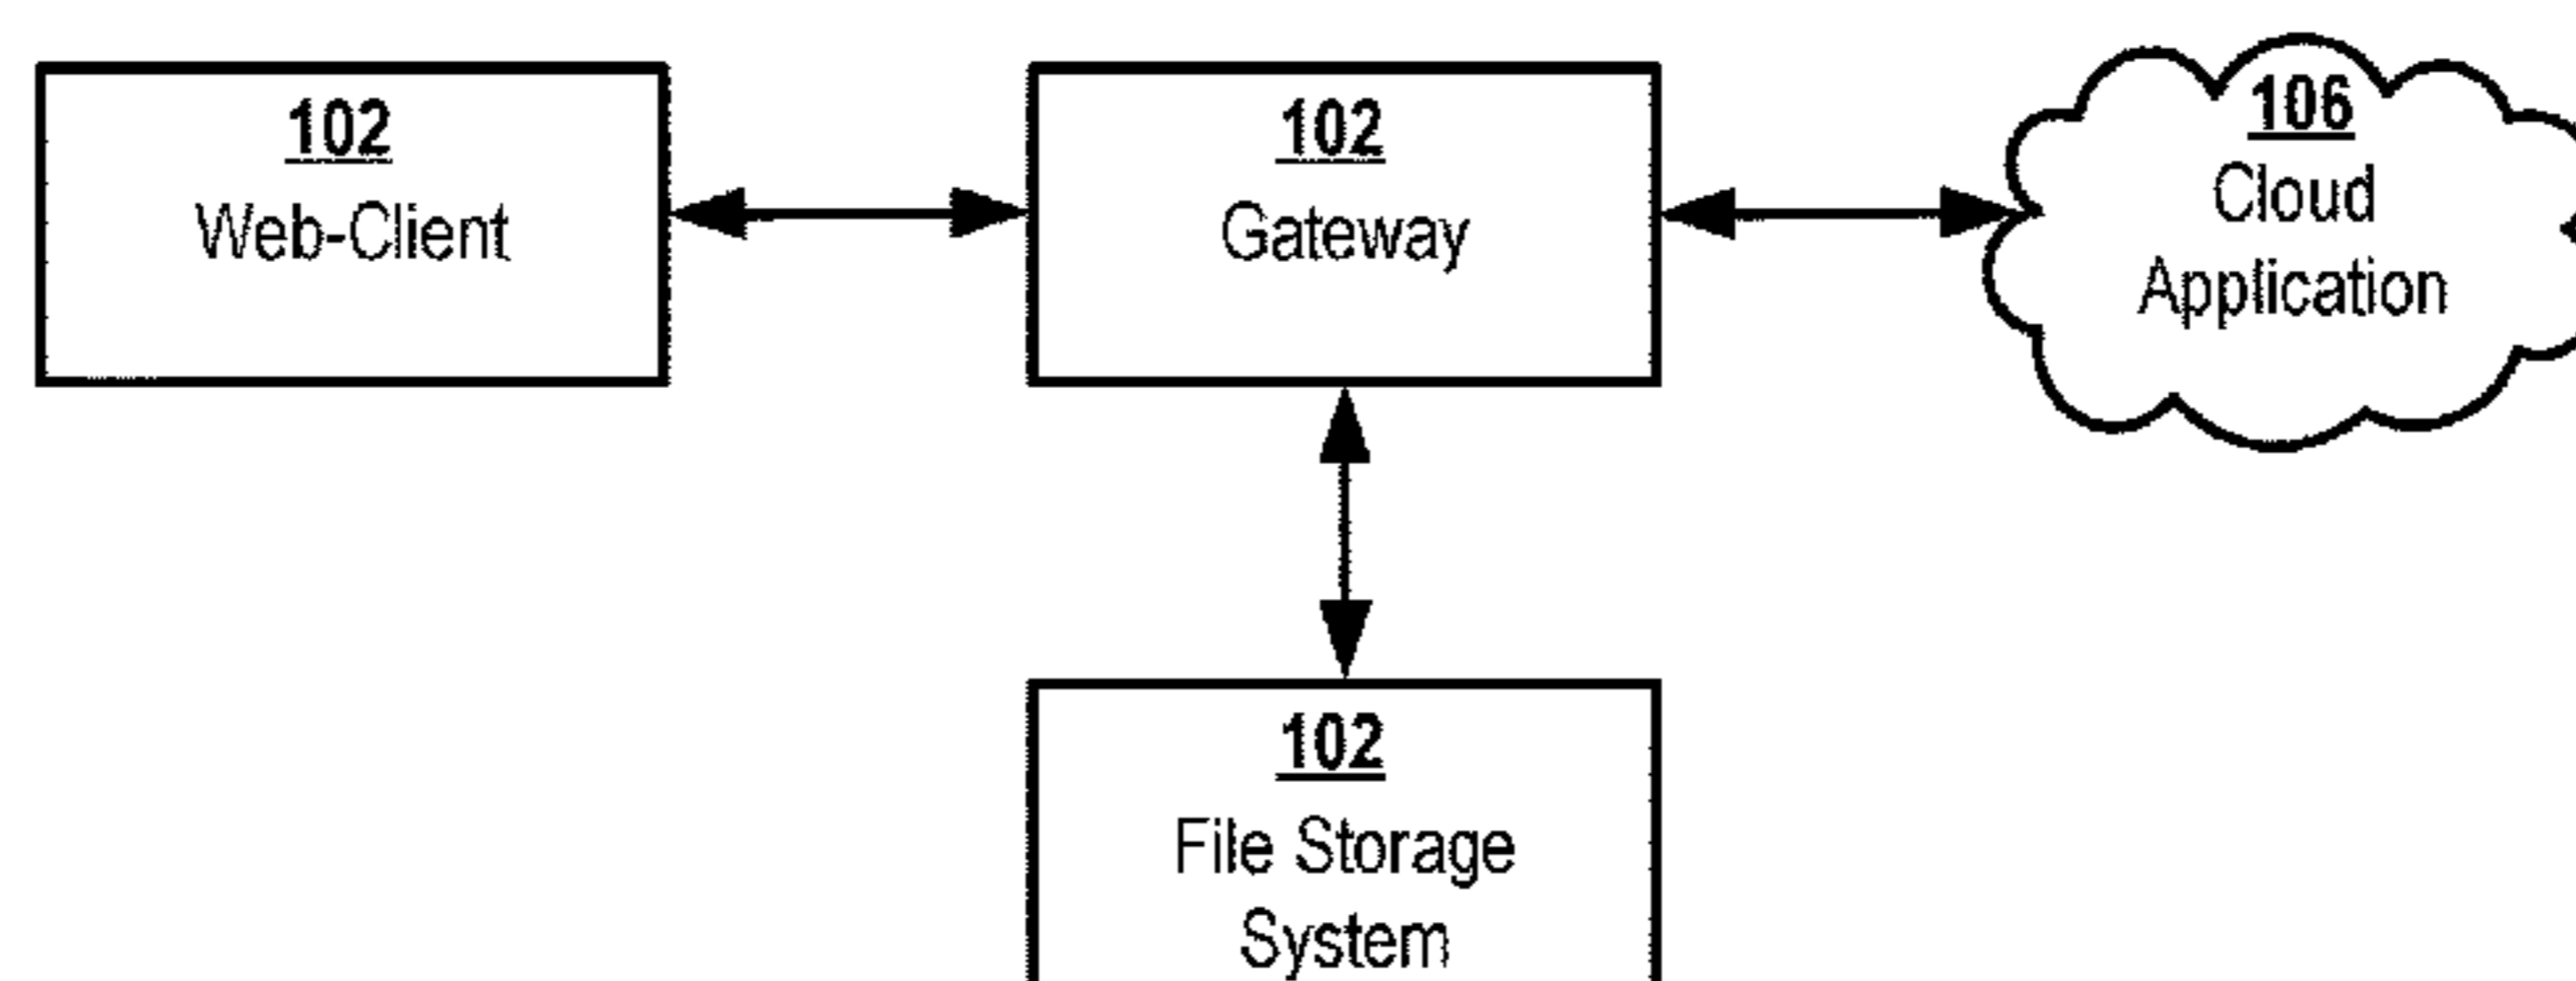 102
Web-Client
102
Gateway
106
Cloud
Application
102
File Storage
System